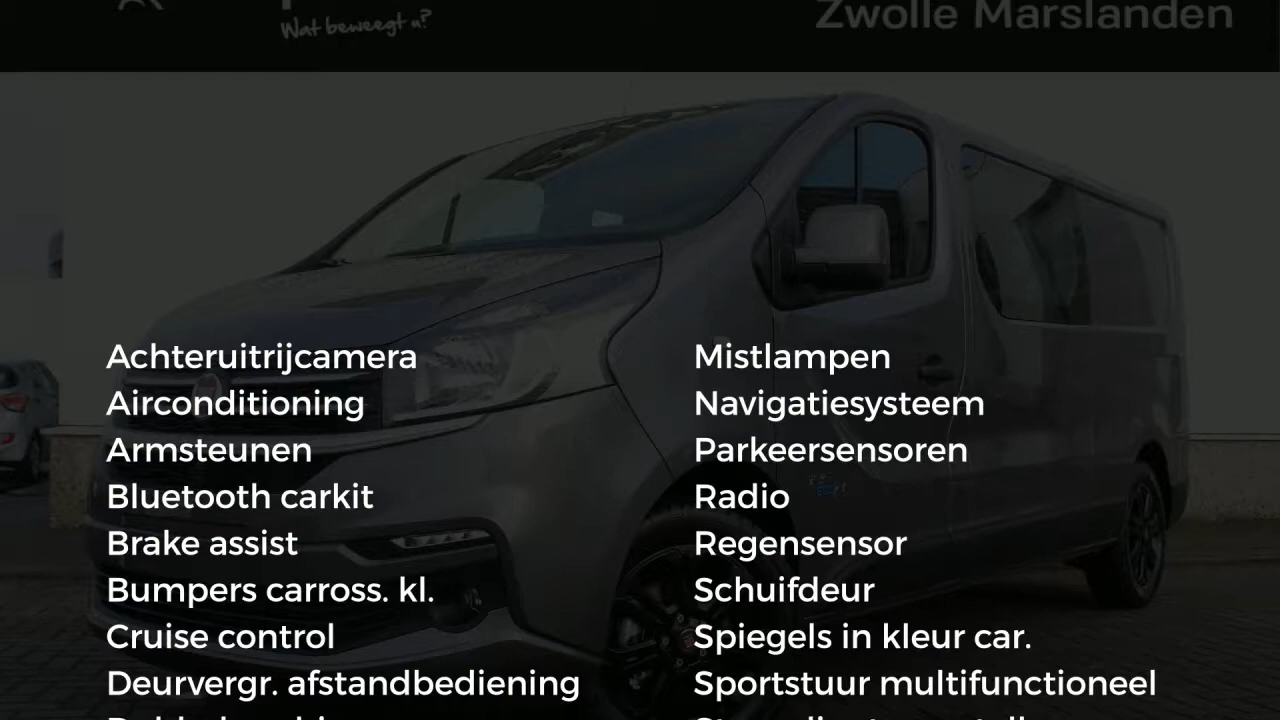 Wat beweegt u?
Zwolle Marslanden
Achteruitrijcamera
Airconditioning
Armsteunen
Bluetooth carkit
Brake assist
Bumpers carross. kl.
Cruise control
Deurvergr. afstandbediening
Mistlampen
Navigatiesysteem
Parkeersensoren
Radio
Regensensor
Schuifdeur
Spiegels in kleur car.
Sportstuur multifunctioneel